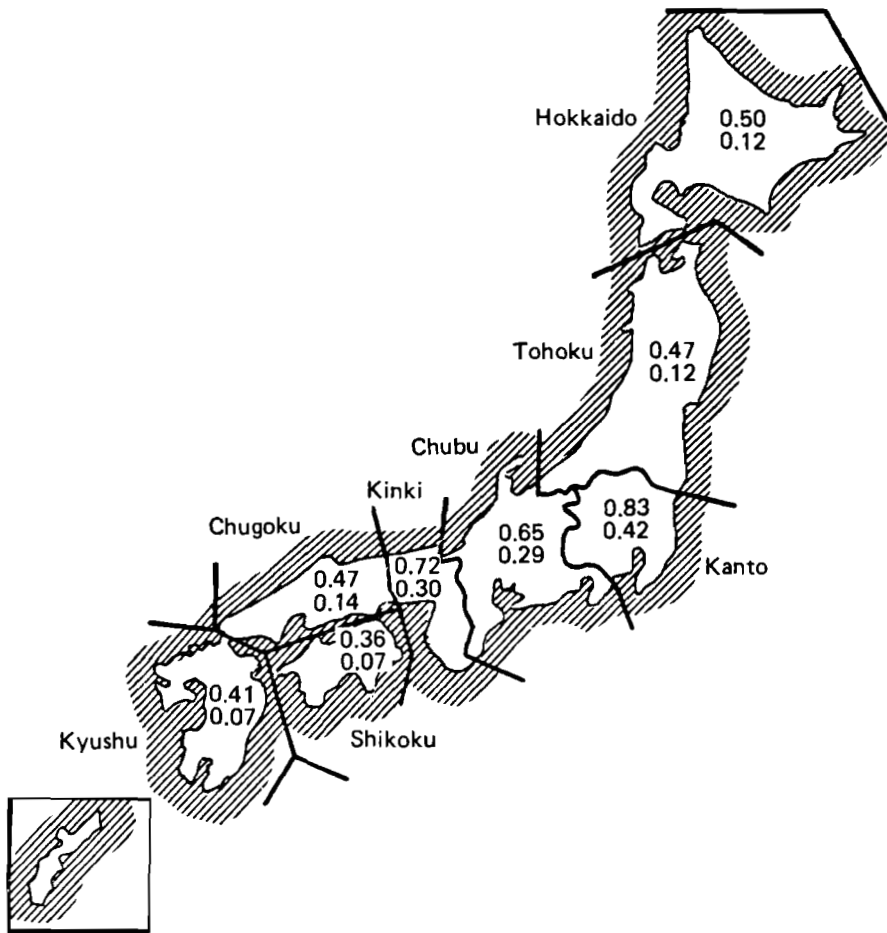 Hokkaido
0.50
0.12
Tohoku
0.47
0.12
Chubu
Kinki
0.83
0.42
Chugoku
0.65
0.29
0.72
0.30
Kanto
0.47
0.14
0.36
0.07
0.41
0.07
Kyushu
Shikoku